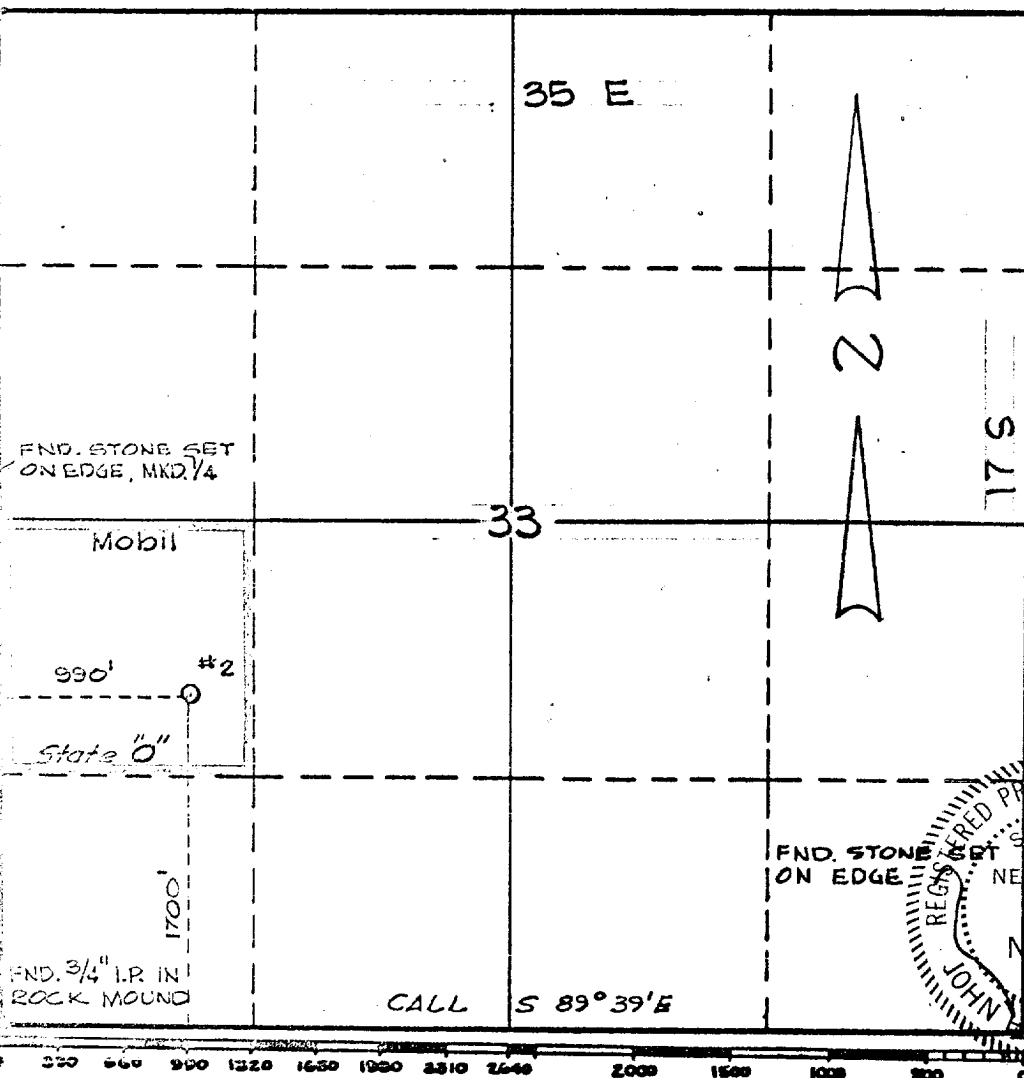 35 E
N
17 S
FND. STONE SET
ON EDGE, MKD. 1/4
33
Mobil
990'
#2
State "O"
1700'
FND. STONE SET
ON EDGE
REGISTERED
JOHN
FND. 3/4" I.P. IN
ROCK MOUND
CALL S 89°39'E
330 660 990 1320 1650 1980 2310 2640 2000 1500 1000 500